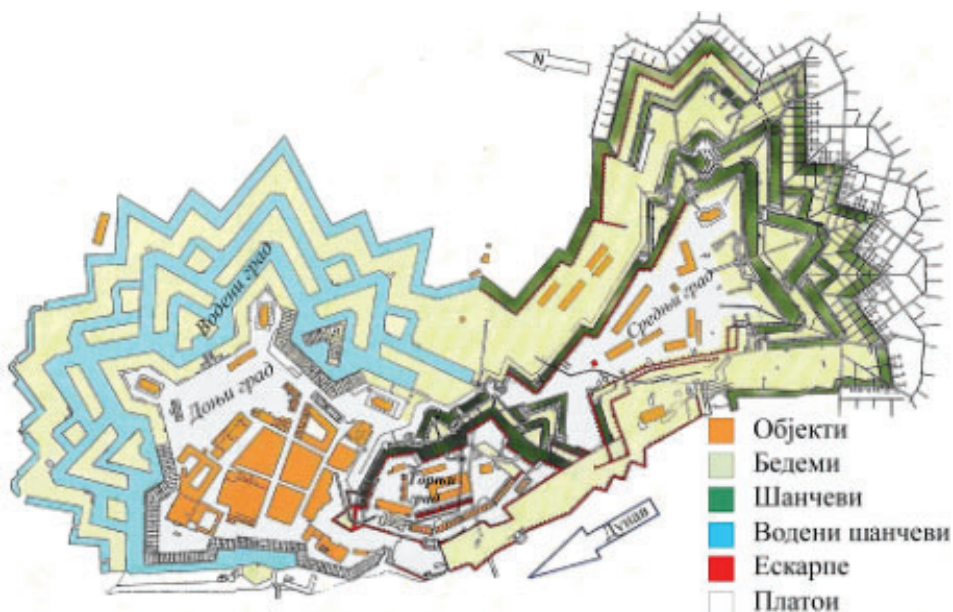 N
Водени град
Средњи град
Доњи град
Горњи
град
Дунав
Објекти
Бедеми
Шанчеви
Водени шанчеви
Ескарпе
Платои